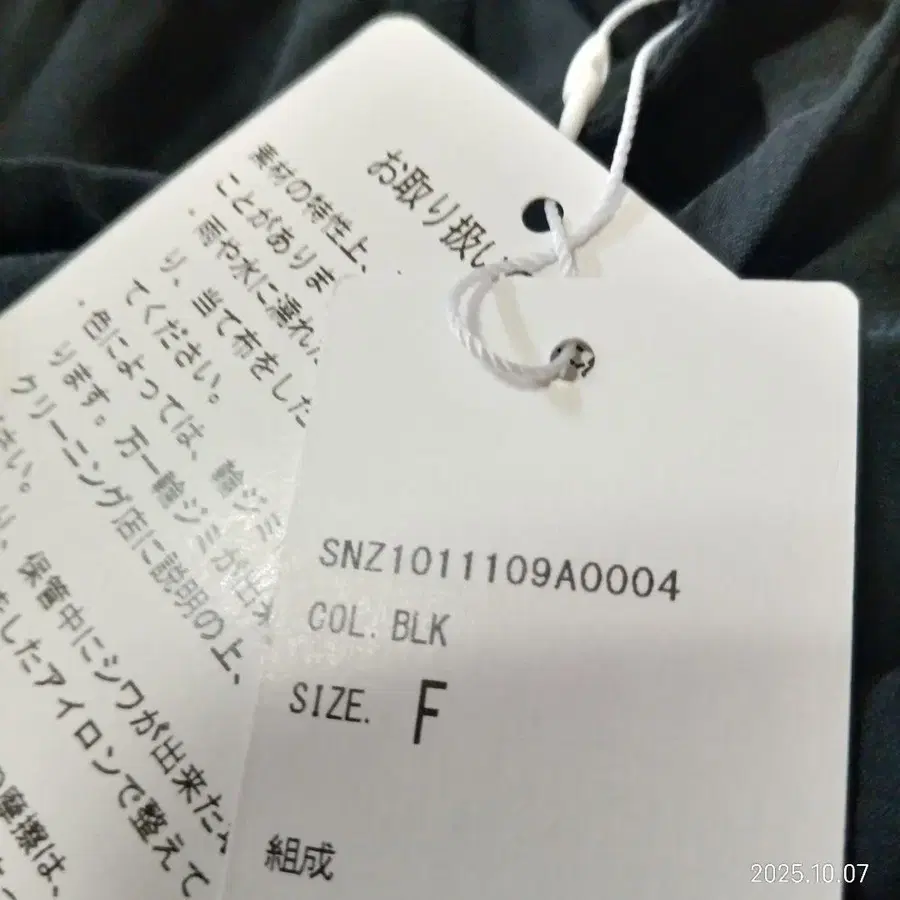 お取り扱い
素材の特性上、
ことがありま
・雨や水に濡れ
り、当て布をした
てください。
・色によっては、輪ジミ
ります。万一輪ジミが出来
クリーニング店に説明の上、
さい。
、保管中にシワが出来た
をしたアイロンで整えて
摩擦は、
SNZ1011109A0004
COL. BLK
SIZE. F
組成
2025.10.07